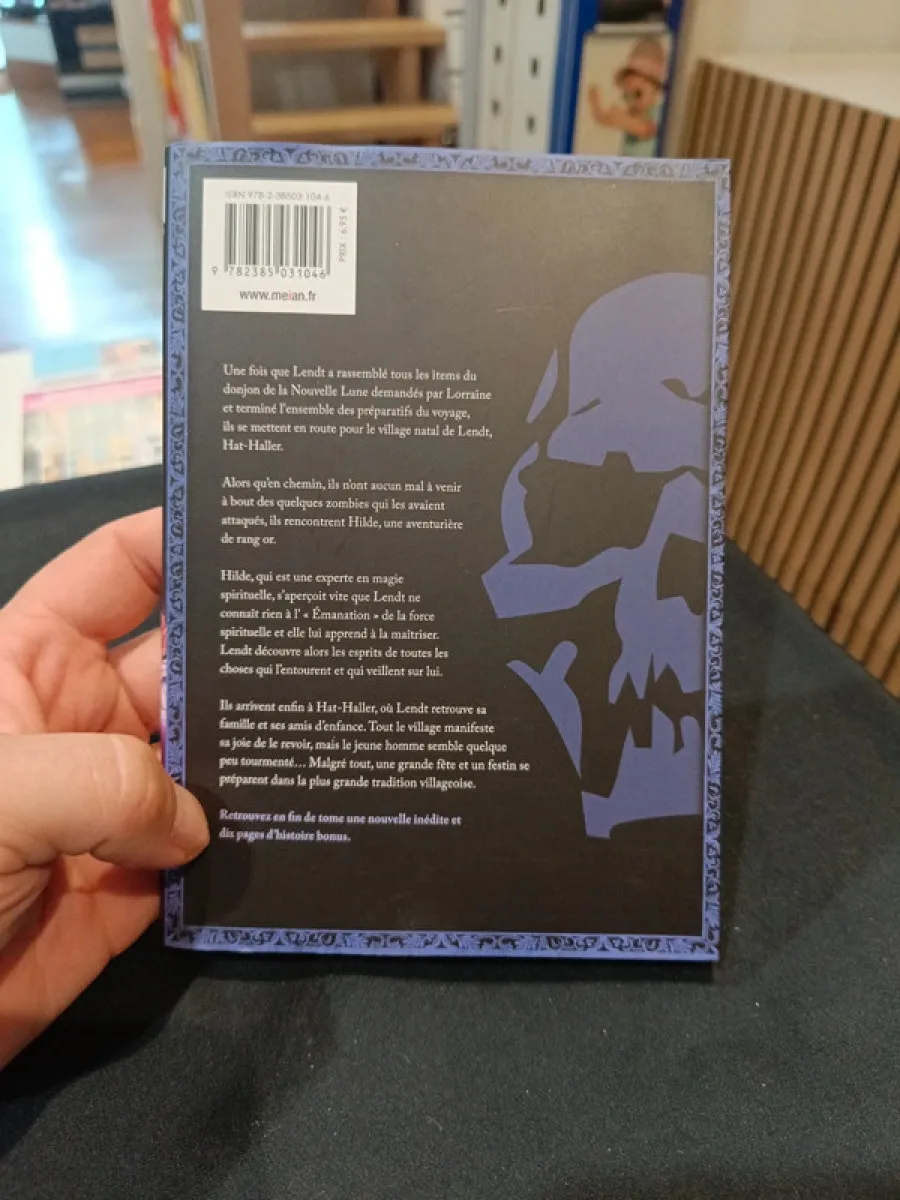 ISBN 978-2-38503-104-6
PRIX : 6.95 €
9 782385 031046
www.meian.fr
Une fois que Lendt a rassemblé tous les items du
donjon de la Nouvelle Lune demandés par Lorraine
et terminé l'ensemble des préparatifs du voyage,
ils se mettent en route pour le village natal de Lendt,
Hat-Haller.
Alors qu'en chemin, ils n'ont aucun mal à venir
à bout des quelques zombies qui les avaient
attaqués, ils rencontrent Hilde, une aventurière
de rang or.
Hilde, qui est une experte en magie
spirituelle, s'aperçoit vite que Lendt ne
connaît rien à l' « Émanation » de la force
spirituelle et elle lui apprend à la maîtriser.
Lendt découvre alors les esprits de toutes les
choses qui l'entourent et qui veillent sur lui.
Ils arrivent enfin à Hat-Haller, où Lendt retrouve sa
famille et ses amis d'enfance. Tout le village manifeste
sa joie de le revoir, mais le jeune homme semble quelque
peu tourmenté... Malgré tout, une grande fête et un festin se
préparent dans la plus grande tradition villageoise.
Retrouvez en fin de tome une nouvelle inédite et
dix pages d'histoire bonus.